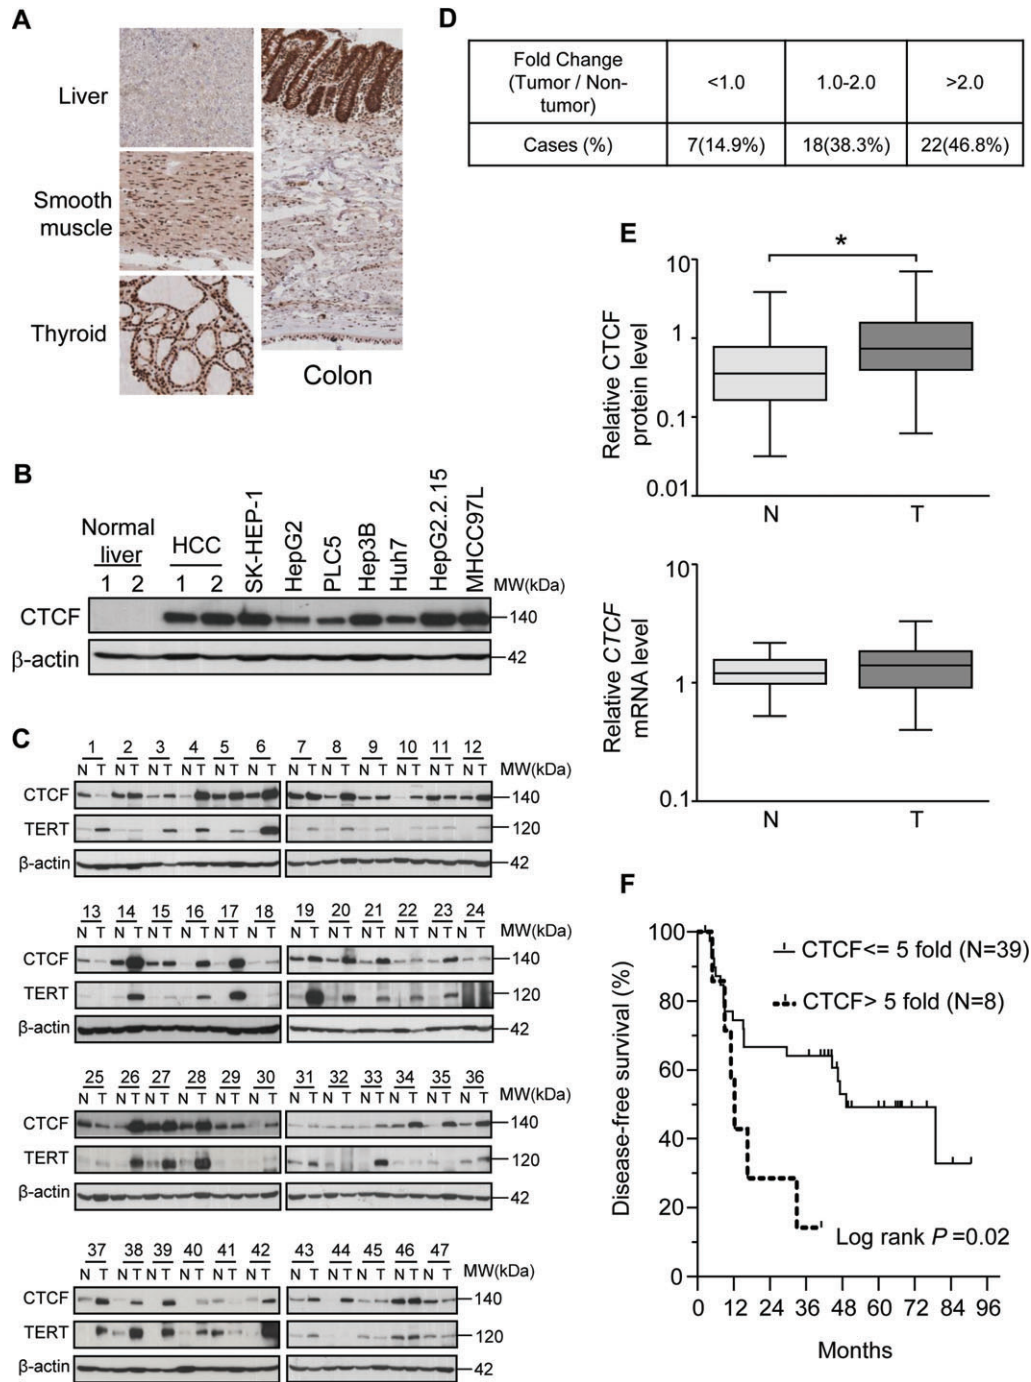 A
Liver
Smooth
muscle
Thyroid
Colon
B
Normal
liver
HCC
1 2 1 2 SK-HEP-1 HepG2 PLC5 Hep3B Huh7 HepG2.2.15 MHCC97L
MW(kDa)
CTCF 140
β-actin 42
C
1 2 3 4 5 6 7 8 9 10 11 12
N T N T N T N T N T N T N T N T N T N T N T N T MW(kDa)
CTCF 140
TERT 120
β-actin 42
13 14 15 16 17 18 19 20 21 22 23 24
N T N T N T N T N T N T N T N T N T N T N T N T MW(kDa)
CTCF 140
TERT 120
β-actin 42
25 26 27 28 29 30 31 32 33 34 35 36
N T N T N T N T N T N T N T N T N T N T N T N T MW(kDa)
CTCF 140
TERT 120
β-actin 42
37 38 39 40 41 42 43 44 45 46 47
N T N T N T N T N T N T N T N T N T N T N T MW(kDa)
CTCF 140
TERT 120
β-actin 42
D
Fold Change
(Tumor / Non-
tumor)
<1.0 1.0-2.0 >2.0
Cases (%) 7(14.9%) 18(38.3%) 22(46.8%)
E
*
Relative CTCF
protein level
10
1
0.1
0.01
N T
Relative CTCF
mRNA level
10
1
0.1
N T
F
Disease-free survival (%)
100
80
60
40
20
0
CTCF<= 5 fold (N=39)
CTCF> 5 fold (N=8)
Log rank P =0.02
0 12 24 36 48 60 72 84 96
Months